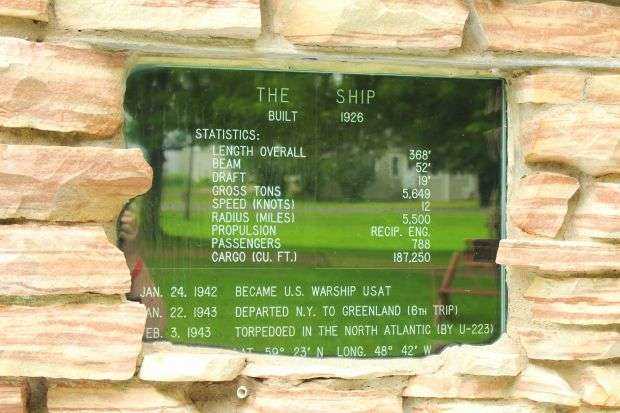 THE SHIP
BUILT 1926
STATISTICS:
LENGTH OVERALL 368'
BEAM 52'
DRAFT 19'
GROSS TONS 5,649
SPEED (KNOTS) 12
RADIUS (MILES) 5,500
PROPULSION RECIP. ENG.
PASSENGERS 788
CARGO (CU. FT.) 187,250
JAN. 24. 1942 BECAME U.S. WARSHIP USAT
AN. 22. 1943 DEPARTED N.Y. TO GREENLAND (6TH TRIP)
EB. 3. 1943 TORPEDOED IN THE NORTH ATLANTIC (BY U-223)
AT. 59° 23' N LONG. 48° 42' W